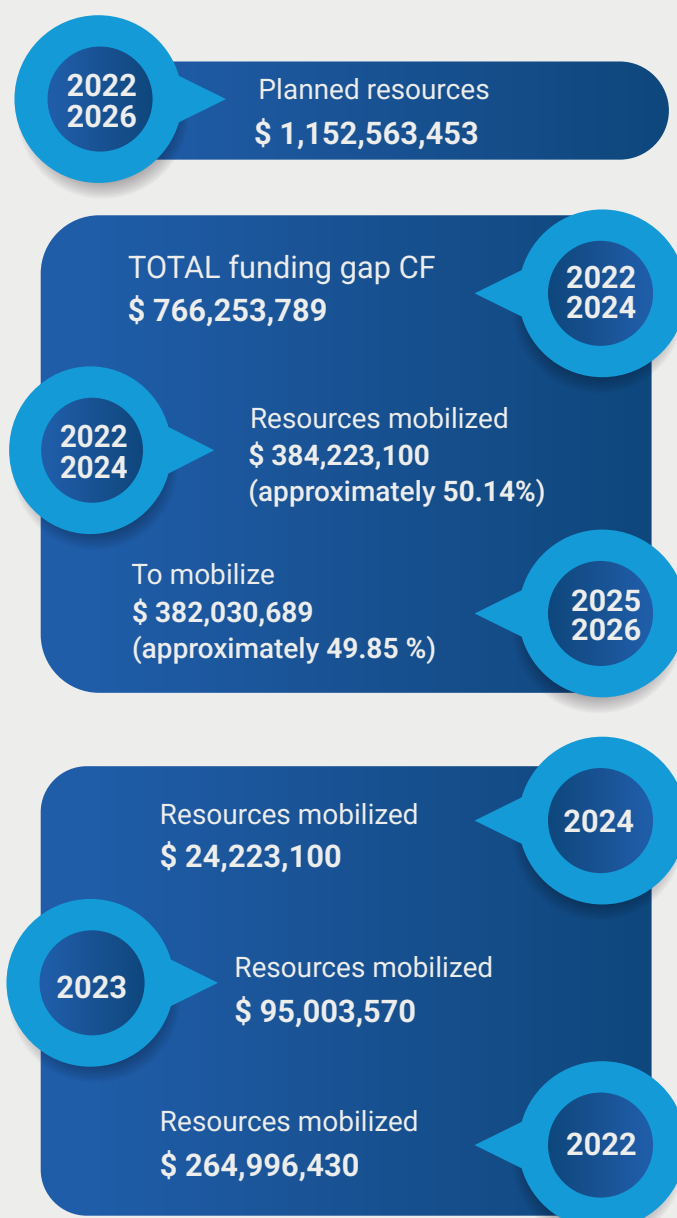 2022
2026
Planned resources
$ 1,152,563,453
TOTAL funding gap CF
$ 766,253,789
2022
2024
2022
2024
Resources mobilized
$ 384,223,100
(approximately 50.14%)
To mobilize
$ 382,030,689
(approximately 49.85 %)
2025
2026
Resources mobilized
$ 24,223,100
2024
2023
Resources mobilized
$ 95,003,570
Resources mobilized
$ 264,996,430
2022